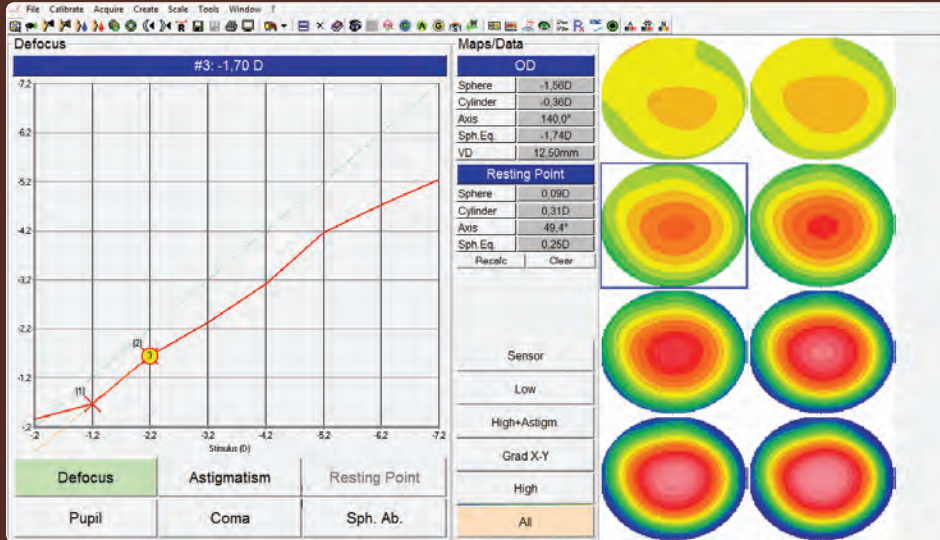 File Calibrate Acquire Create Scale Tools Window ?
Defocus
#3: -1,70 D
-7.2
-6.2
-5.2
-4.2
-3.2
-2.2
-1.2
-.2
[1]
[2]
3
-.2 -1.2 -2.2 -3.2 -4.2 -5.2 -6.2 -7.2
Stimulus (D)
Defocus Astigmatism Resting Point
Pupil Coma Sph. Ab.
Maps/Data
OD
Sphere -1,56D
Cylinder -0,36D
Axis 140,0°
Sph.Eq. -1,74D
VD 12,50mm
Resting Point
Sphere 0,09D
Cylinder 0,31D
Axis 49,4°
Sph.Eq. 0,25D
Recalc Clear
Sensor
Low
High+Astigm.
Grad X-Y
High
All